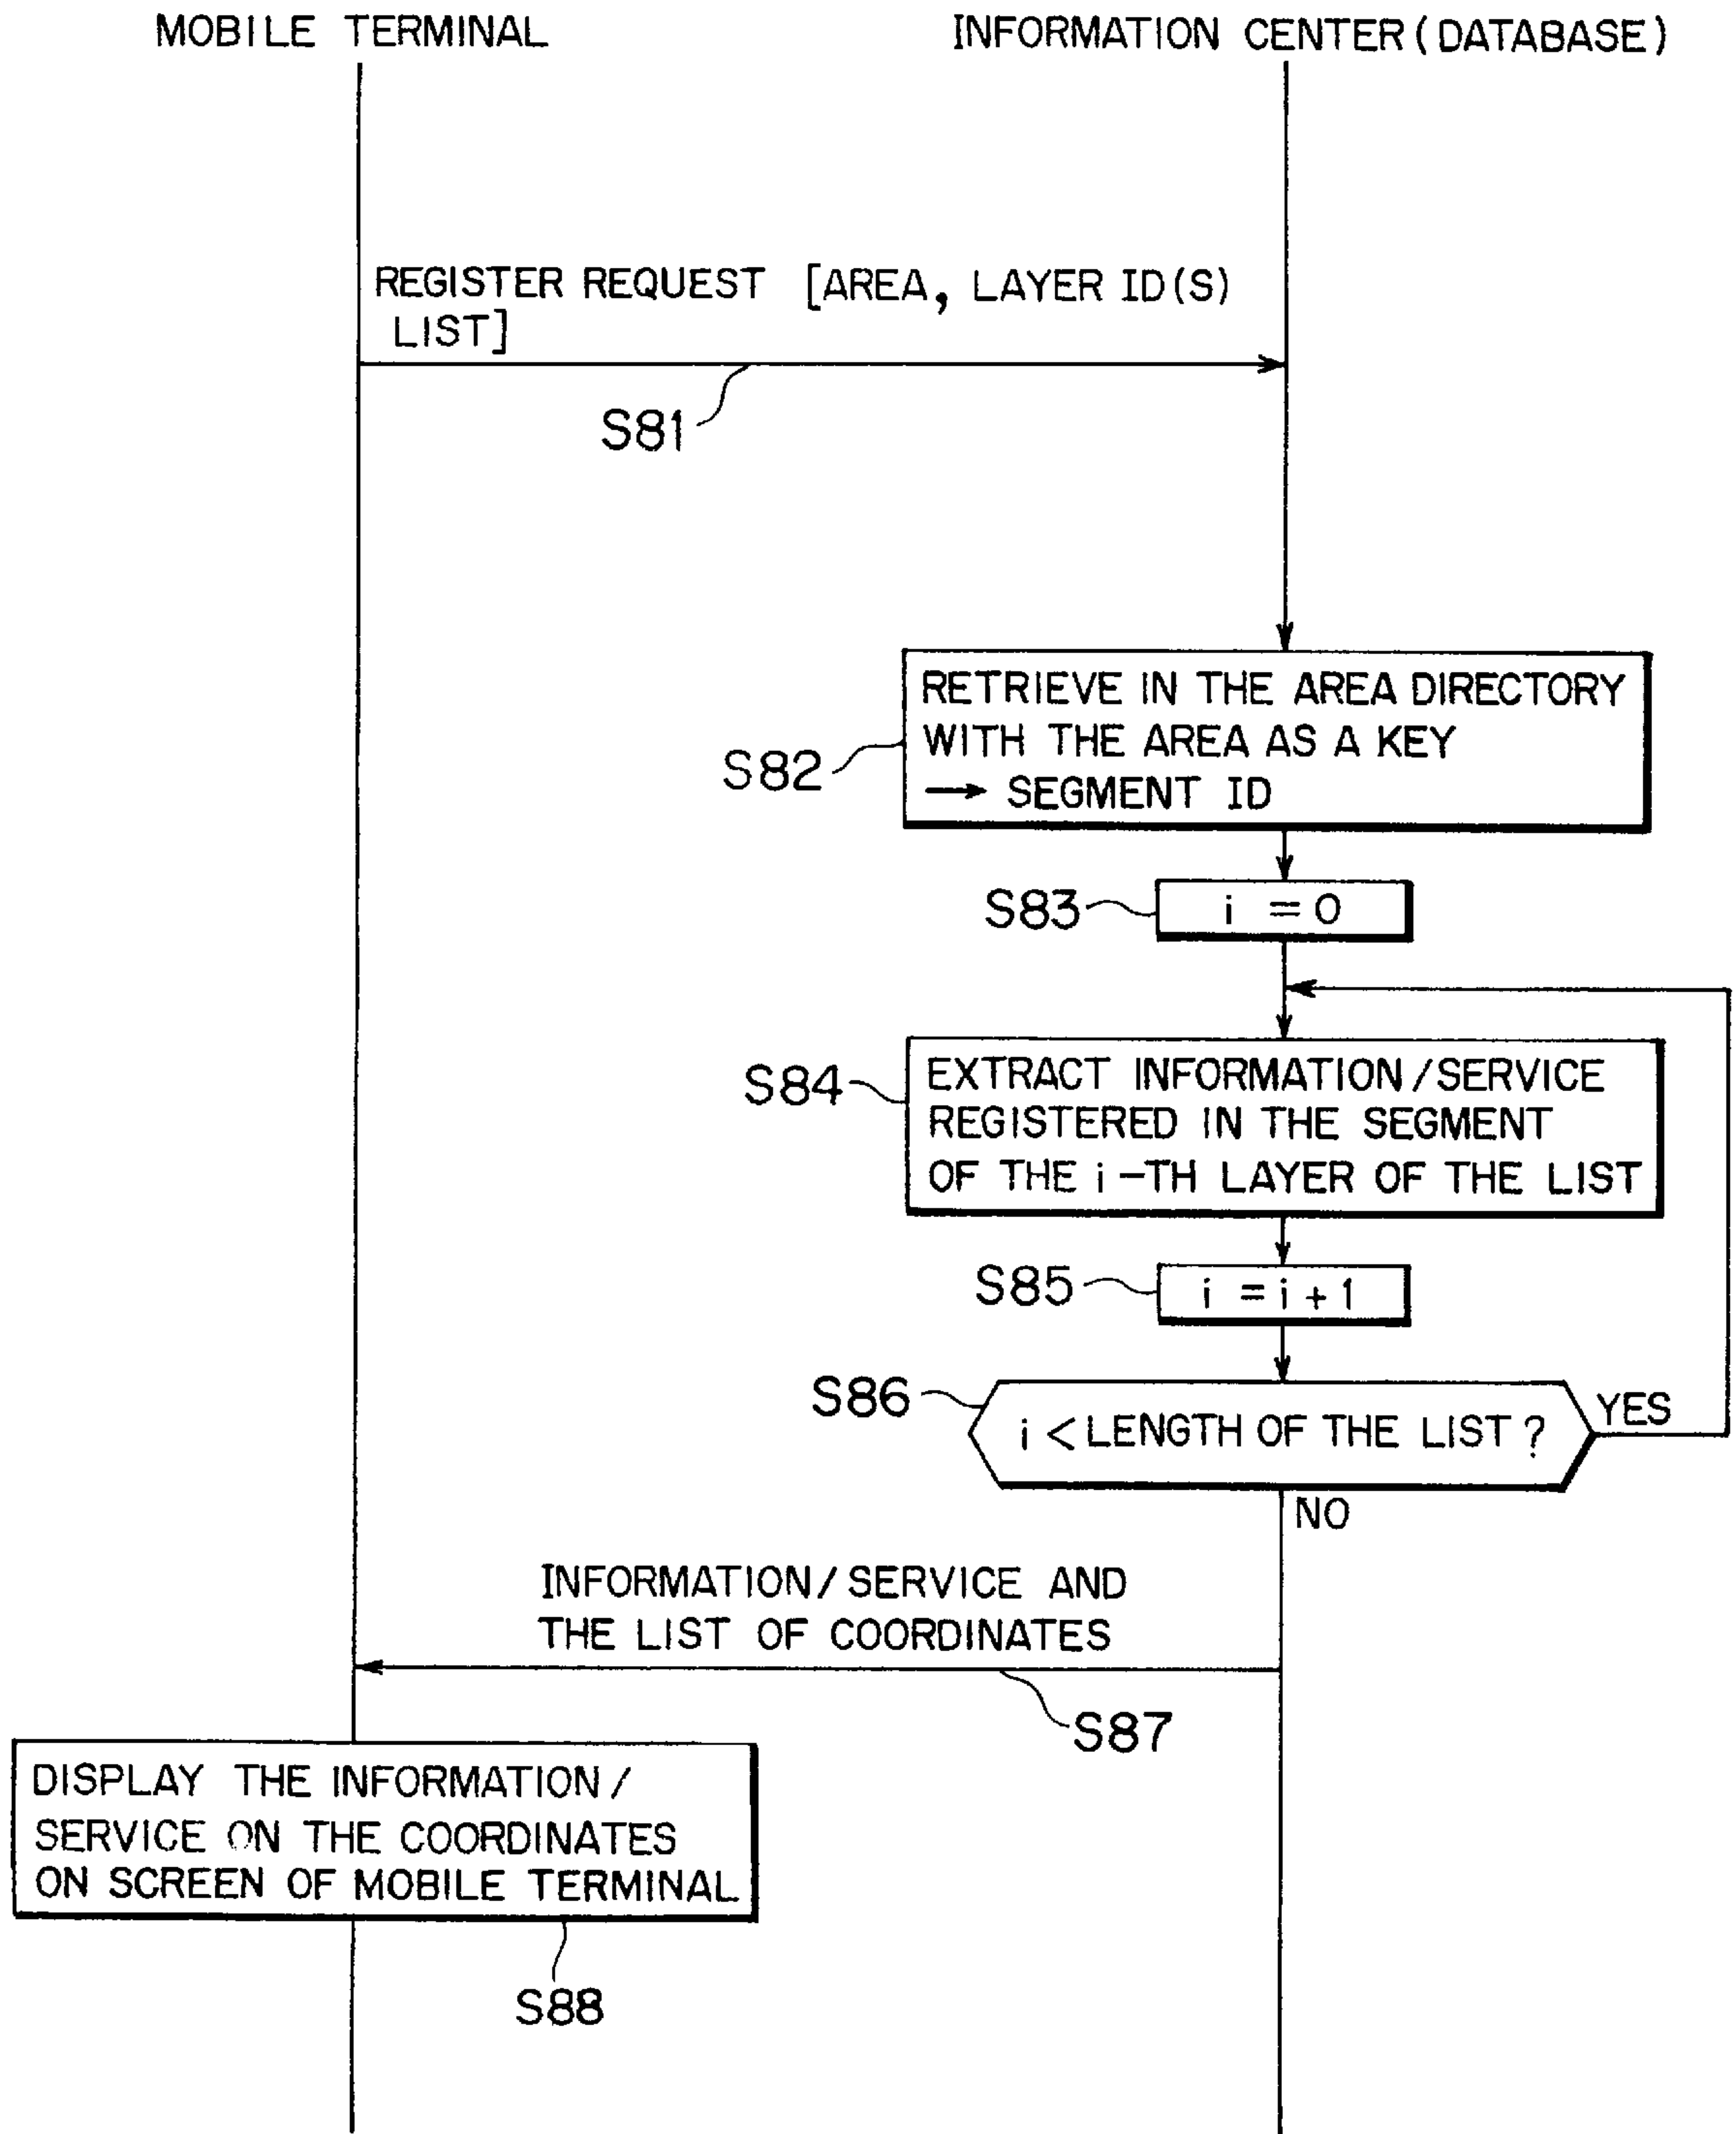 MOBILE TERMINAL
INFORMATION CENTER (DATABASE)
REGISTER REQUEST [AREA, LAYER ID(S)
LIST]
S81
RETRIEVE IN THE AREA DIRECTORY
WITH THE AREA AS A KEY
→ SEGMENT ID
S82
S83
i = 0
S84
EXTRACT INFORMATION/SERVICE
REGISTERED IN THE SEGMENT
OF THE i-TH LAYER OF THE LIST
S85
i = i + 1
S86
i < LENGTH OF THE LIST ?
YES
NO
INFORMATION/SERVICE AND
THE LIST OF COORDINATES
S87
DISPLAY THE INFORMATION/
SERVICE ON THE COORDINATES
ON SCREEN OF MOBILE TERMINAL
S88